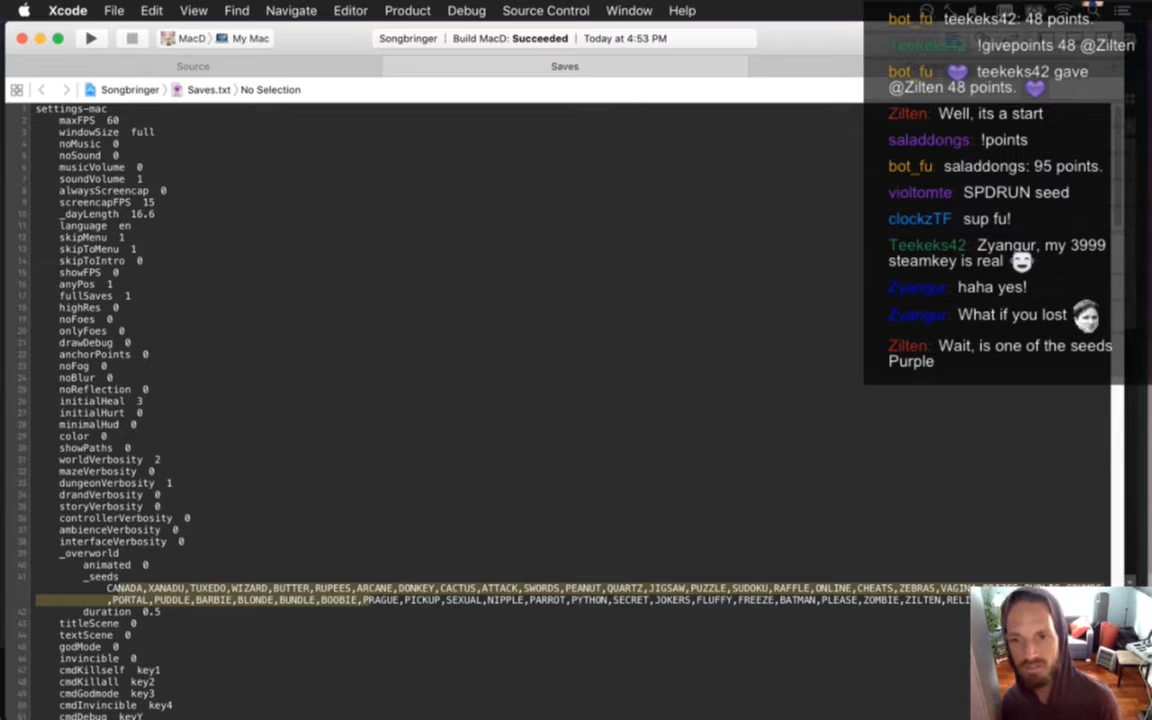 Xcode File Edit View Find Navigate Editor Product Debug Source Control Window Help
MacD 〉 My Mac
Songbringer | Build MacD: Succeeded | Today at 4:53 PM
Source
Saves
Songbringer 〉 Saves.txt 〉 No Selection
settings-mac
maxFPS 60
windowSize full
noMusic 0
noSound 0
musicVolume 0
soundVolume 1
alwaysScreencap 0
screencapFPS 15
_dayLength 16.6
language en
skipMenu 1
skipToMenu 1
skipToIntro 0
showFPS 0
anyPos 1
fullSaves 1
highRes 0
noFoes 0
onlyFoes 0
drawDebug 0
anchorPoints 0
noFog 0
noBlur 0
noReflection 0
initialHeal 3
initialHurt 0
minimalHud 0
color 0
showPaths 0
worldVerbosity 2
mazeVerbosity 0
dungeonVerbosity 1
drandVerbosity 0
storyVerbosity 0
controllerVerbosity 0
ambienceVerbosity 0
interfaceVerbosity 0
_overworld
animated 0
_seeds
CANADA,XANADU,TUXEDO,WIZARD,BUTTER,RUPEES,ARCANE,DONKEY,CACTUS,ATTACK,SWORDS,PEANUT,QUARTZ,JIGSAW,PUZZLE,SUDOKU,RAFFLE,ONLINE,CHEATS,ZEBRAS,VAGIN
,PORTAL,PUDDLE,BARBIE,BLONDE,BUNDLE,BOOBIE,PRAGUE,PICKUP,SEXUAL,NIPPLE,PARROT,PYTHON,SECRET,JOKERS,FLUFFY,FREEZE,BATMAN,PLEASE,ZOMBIE,ZILTEN,RELI
duration 0.5
titleScene 0
textScene 0
godMode 0
invincible 0
cmdKillself key1
cmdKillall key2
cmdGodmode key3
cmdInvincible key4
cmdDebug keyY
bot_fu teekeks42: 48 points.
Teekeks42 !givepoints 48 @Zilten
bot_fu 💜 teekeks42 gave
@Zilten 48 points. 💜
Zilten: Well, its a start
saladdongs: !points
bot_fu saladdongs: 95 points.
violtomte: SPDRUN seed
clockzTF sup fu!
Teekeks42 Zyangur, my 3999
steamkey is real
Zyangur: haha yes!
Zyangur: What if you lost
Zilten: Wait, is one of the seeds
Purple